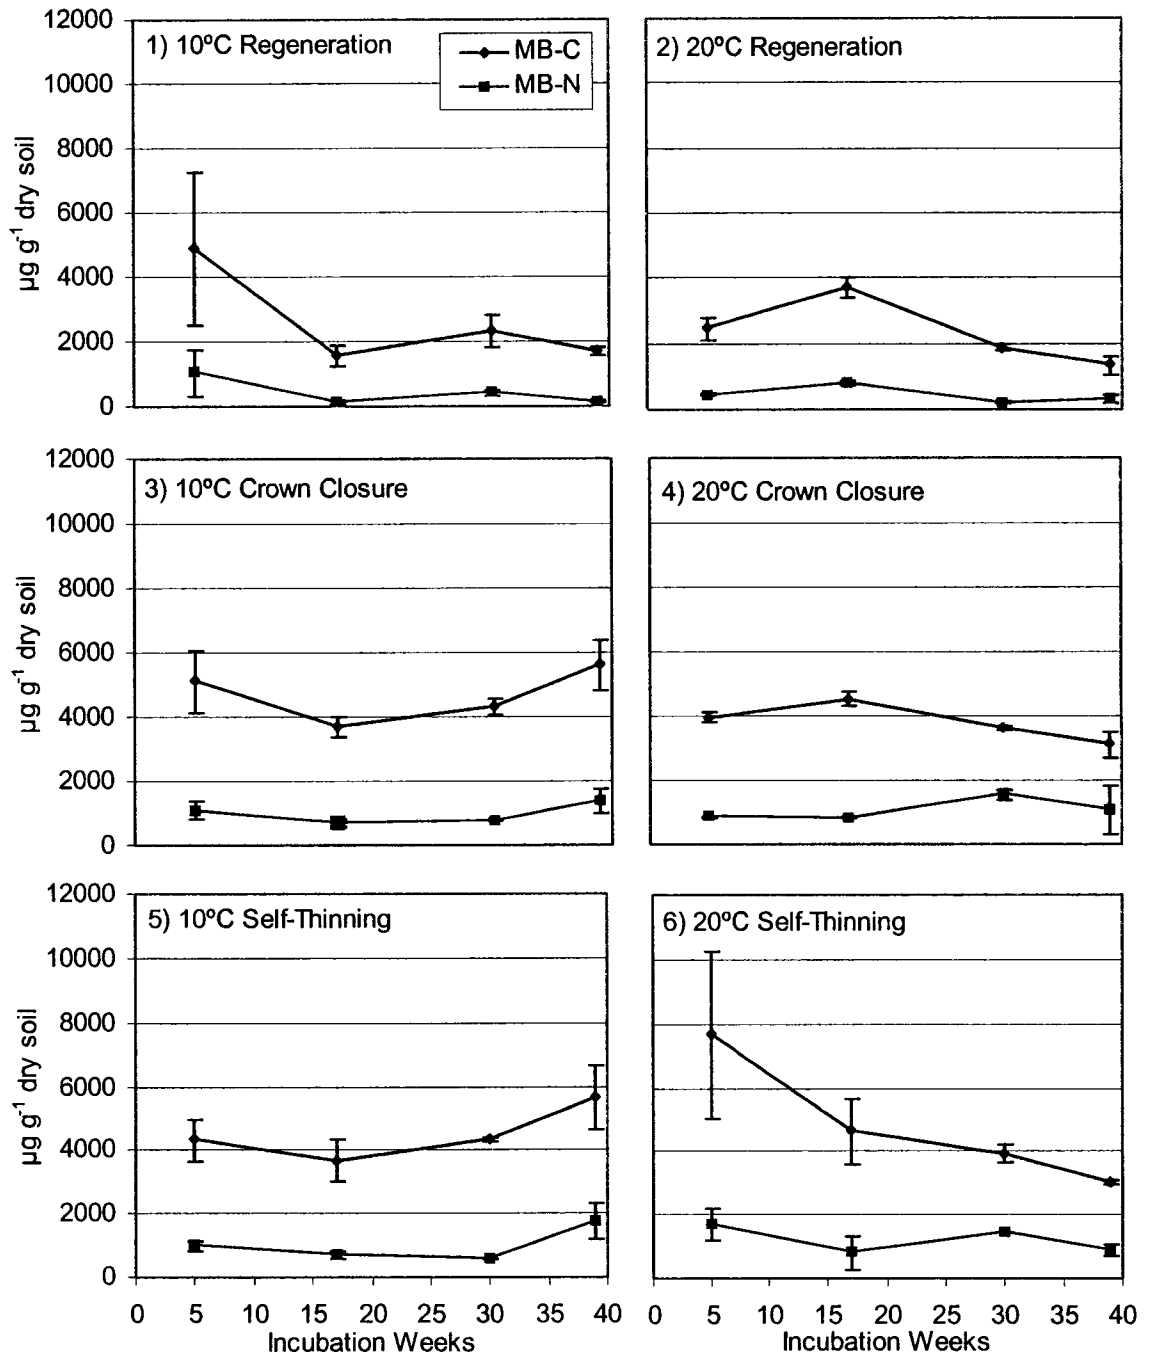 12000
10000
8000
6000
4000
2000
0
µg g-1 dry soil
1) 10ºC Regeneration
MB-C
MB-N
2) 20ºC Regeneration
12000
10000
8000
6000
4000
2000
0
µg g-1 dry soil
3) 10ºC Crown Closure
4) 20ºC Crown Closure
12000
10000
8000
6000
4000
2000
0
µg g-1 dry soil
5) 10ºC Self-Thinning
6) 20ºC Self-Thinning
0 5 10 15 20 25 30 35 40
Incubation Weeks
0 5 10 15 20 25 30 35 40
Incubation Weeks